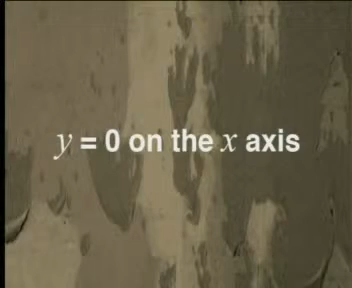 y = 0 on the x axis